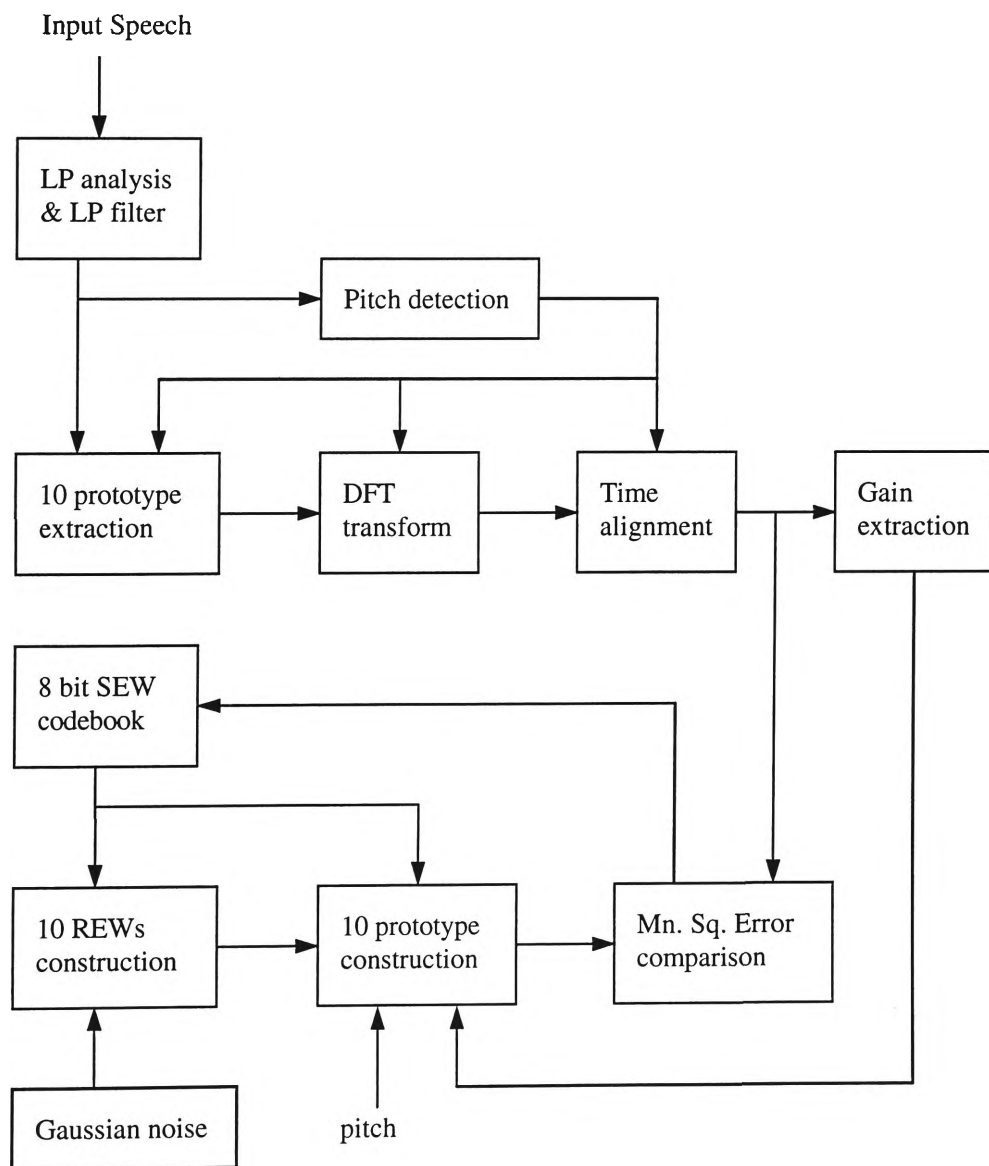 Input Speech
LP analysis
& LP filter
Pitch detection
10 prototype
extraction
DFT
transform
Time
alignment
Gain
extraction
8 bit SEW
codebook
10 REWs
construction
10 prototype
construction
Mn. Sq. Error
comparison
Gaussian noise
pitch